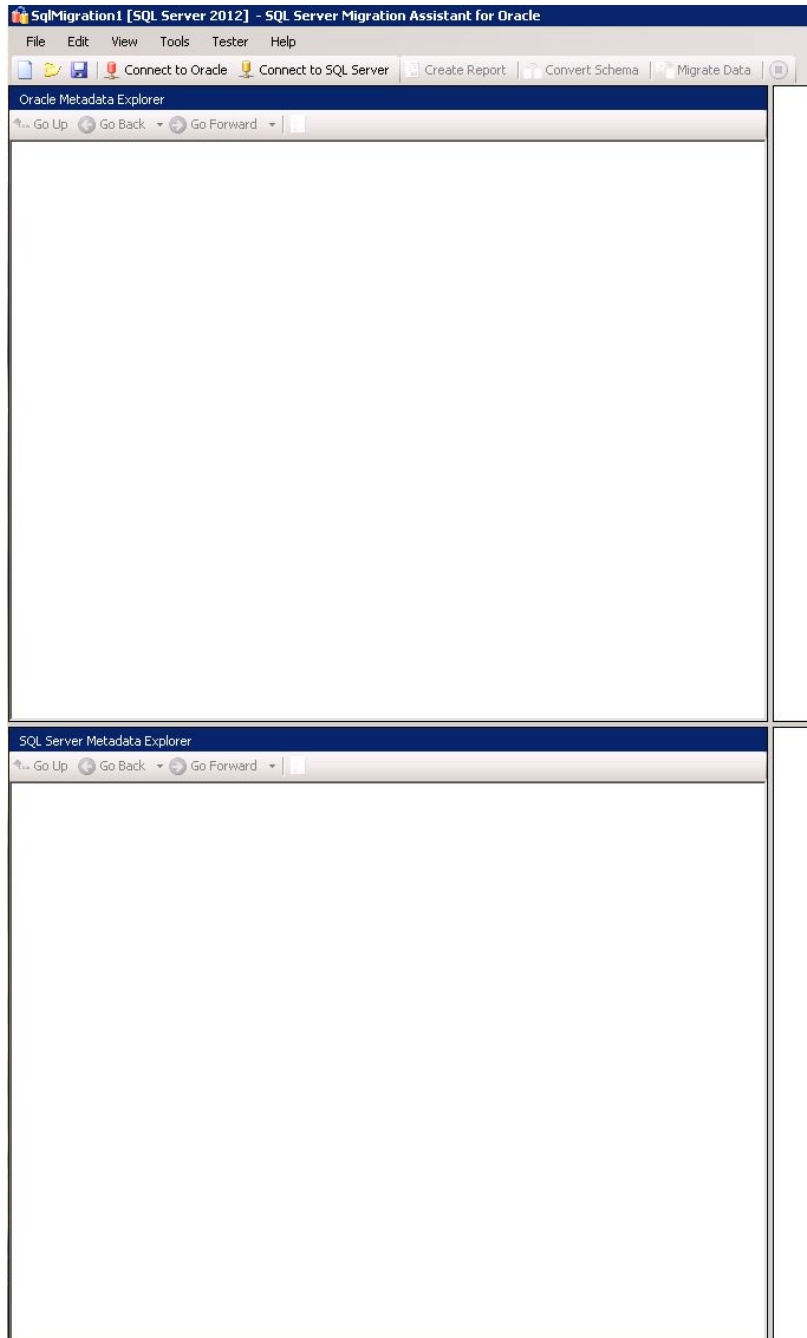 SqlMigration1 [SQL Server 2012] - SQL Server Migration Assistant for Oracle
File Edit View Tools Tester Help
Connect to Oracle Connect to SQL Server Create Report Convert Schema Migrate Data
Oracle Metadata Explorer
Go Up Go Back Go Forward
SQL Server Metadata Explorer
Go Up Go Back Go Forward